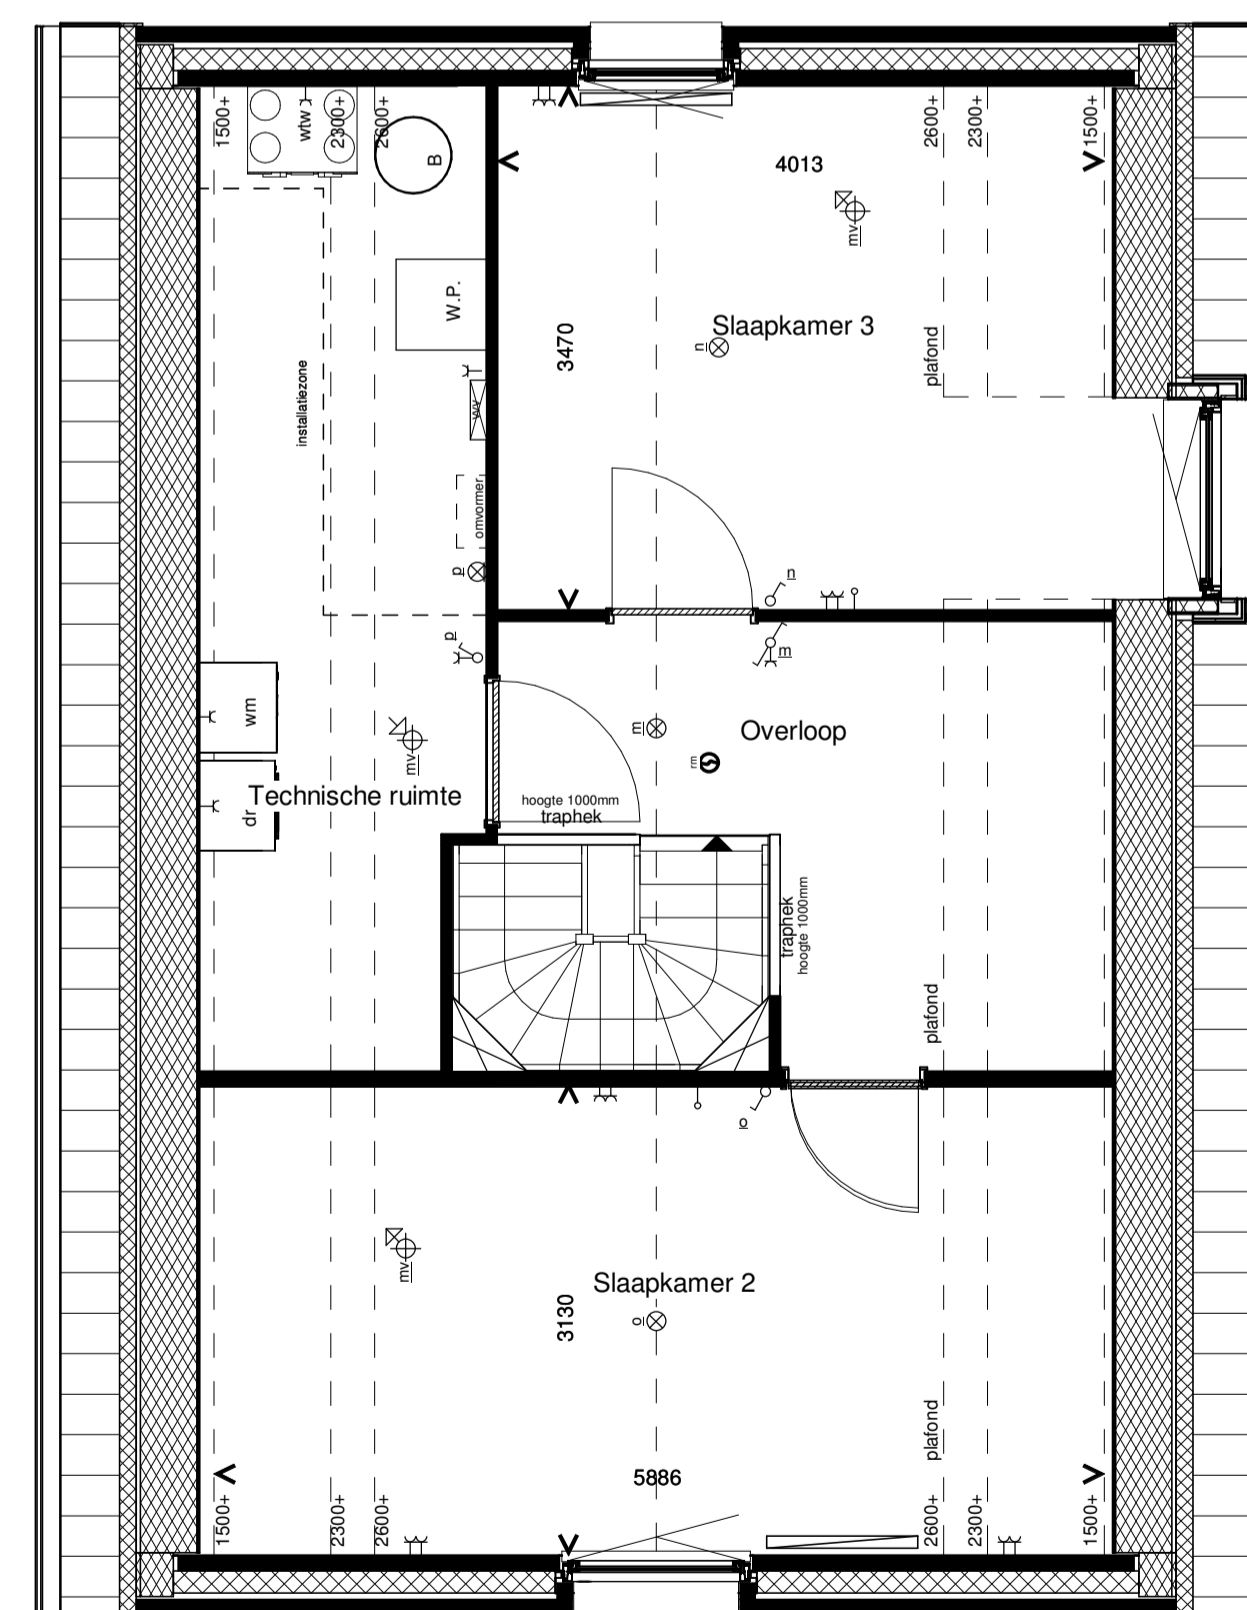 1500+
wtw
2300+
2600+
B
4013
2600+
2300+
1500+
mv
W.P.
Slaapkamer 3
n
3470
plafond
installatiezone
omvormer
p
n
p
m
wm
m
Overloop
rm
mv
Technische ruimte
dr
hoogte 1000mm
traphek
traphek
hoogte 1000mm
plafond
o
mv
Slaapkamer 2
3130
o
plafond
5886
1500+
2300+
2600+
2600+
2300+
1500+